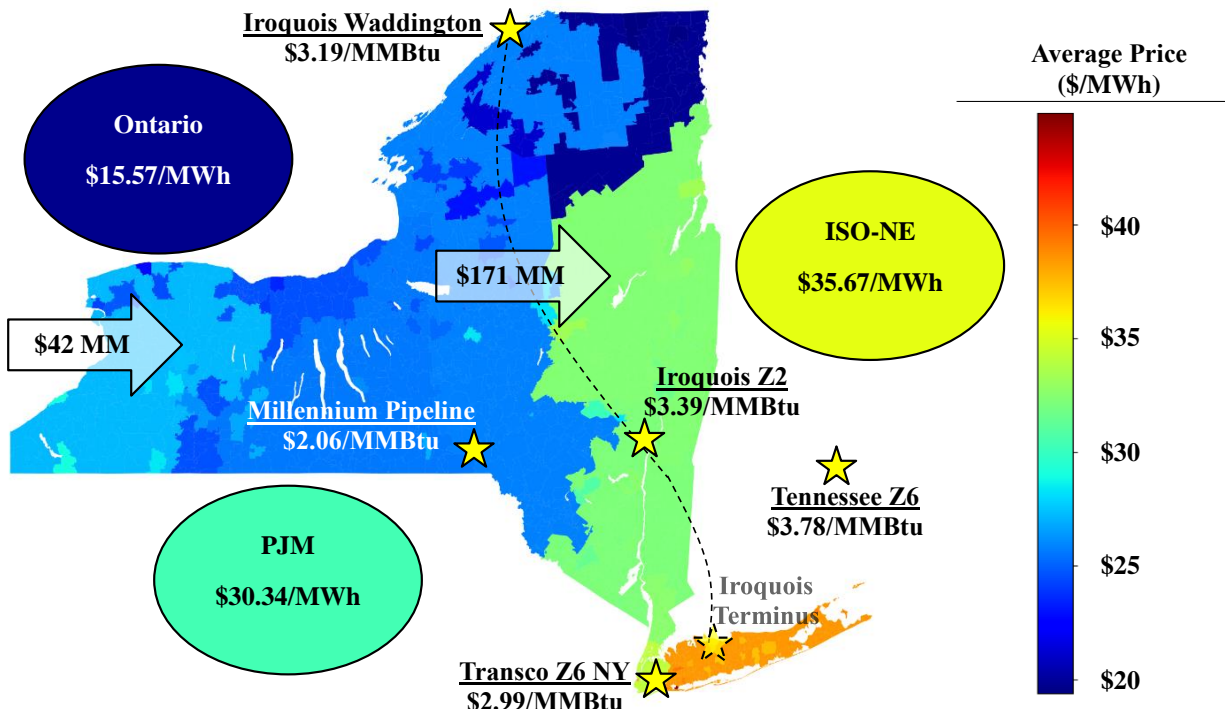 Iroquois Waddington
$3.19/MMBtu
Average Price
($/MWh)
Ontario
$15.57/MWh
$40
ISO-NE
$35.67/MWh
$171 MM
$42 MM
$35
Iroquois Z2
$3.39/MMBtu
Millennium Pipeline
$2.06/MMBtu
$30
Tennessee Z6
$3.78/MMBtu
PJM
$30.34/MWh
$25
Iroquois
Terminus
Transco Z6 NY
$2.99/MMBtu
$20